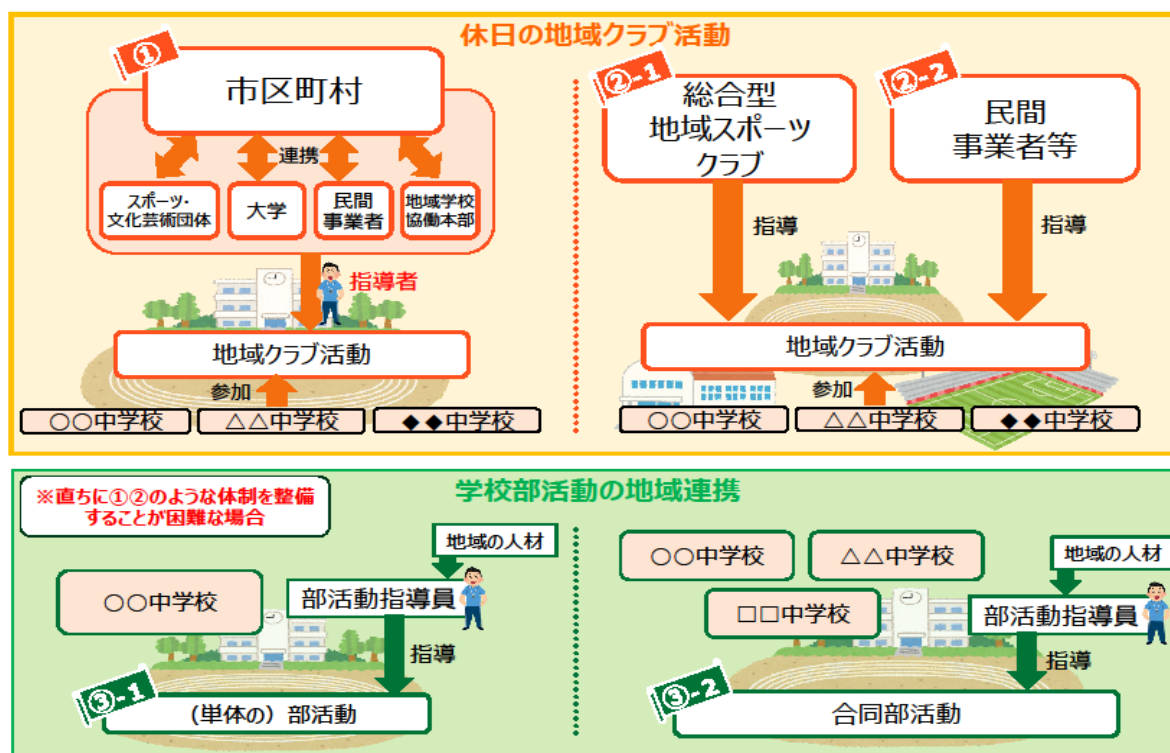 休日の地域クラブ活動
①
市区町村
連携
スポーツ・
文化芸術団体
大学
民間
事業者
地域学校
協働本部
指導者
地域クラブ活動
参加
○○中学校
△△中学校
◆◆中学校
②-1
総合型
地域スポーツ
クラブ
②-2
民間
事業者等
指導
指導
地域クラブ活動
参加
○○中学校
△△中学校
◆◆中学校
学校部活動の地域連携
※直ちに①②のような体制を整備
することが困難な場合
地域の人材
○○中学校
部活動指導員
指導
③-1
(単体の）部活動
○○中学校
△△中学校
地域の人材
□□中学校
部活動指導員
指導
③-2
合同部活動